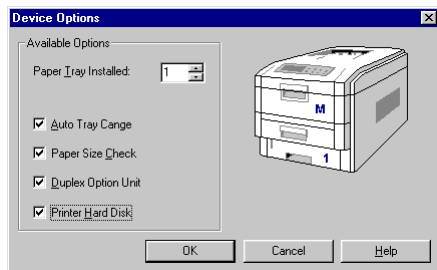 Device Options
Available Options
Paper Tray Installed:
1
Auto Tray Cange
Paper Size Check
Duplex Option Unit
Printer Hard Disk
M
1
1
OK
Cancel
Help